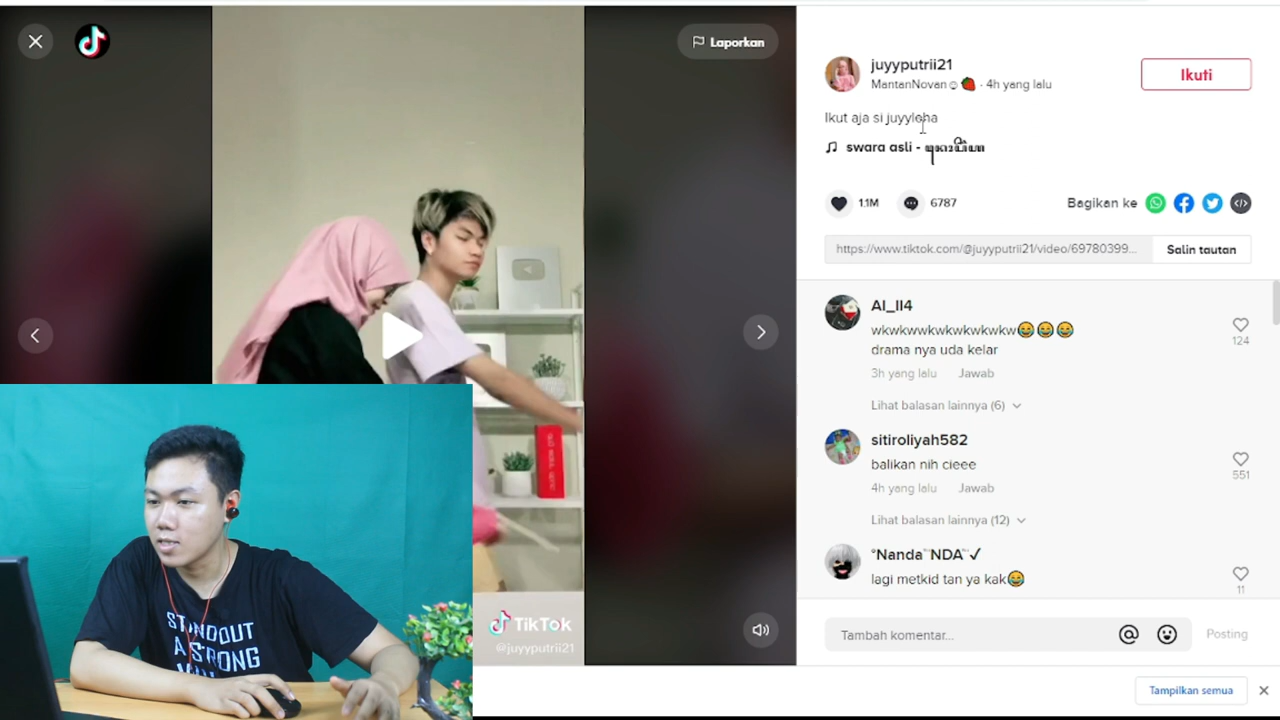 Laporkan
juyyputrii21
MantanNovan☺🍓 · 4h yang lalu
Ikuti
Ikut aja si juyyleha
swara asli -
1.1M
6787
Bagikan ke
https://www.tiktok.com/@juyyputrii21/video/69780399...
Salin tautan
AI_II4
wkwkwwkwkwkwkwkw😂😂😂
drama nya uda kelar
124
3h yang lalu Jawab
Lihat balasan lainnya (6)
sitiroliyah582
balikan nih cieee
551
4h yang lalu Jawab
Lihat balasan lainnya (12)
°Nanda¨NDA¨✓
lagi metkid tan ya kak😂
11
Tambah komentar...
Posting
Tampilkan semua
TikTok
@juyyputrii21
STANDOUT
A STRONG